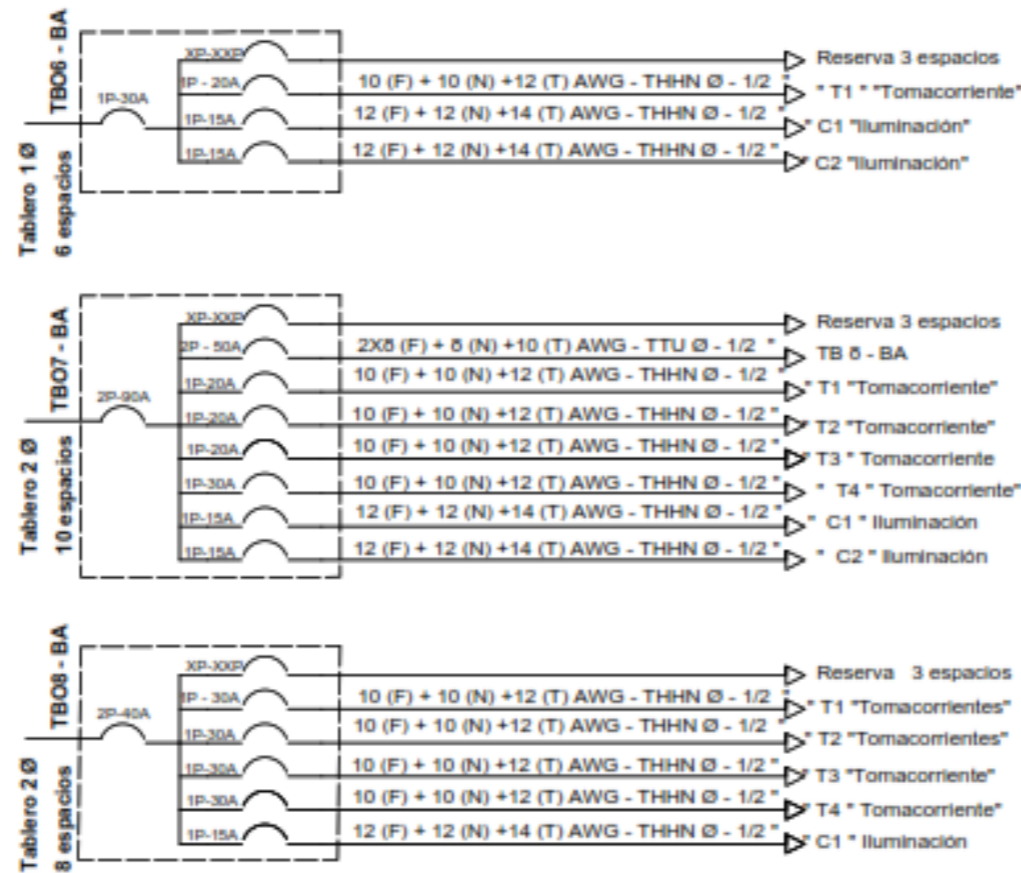 TBO6 - BA
Tablero 1 Ø
6 espacios
1P-30A
XP-XXP
Reserva 3 espacios
1P - 20A
10 (F) + 10 (N) +12 (T) AWG - THHN Ø - 1/2 "
" T1 " "Tomacorriente"
1P-15A
12 (F) + 12 (N) +14 (T) AWG - THHN Ø - 1/2 "
" C1 "Iluminación"
1P-15A
12 (F) + 12 (N) +14 (T) AWG - THHN Ø - 1/2 "
" C2 "Iluminación"
TBO7 - BA
Tablero 2 Ø
10 espacios
2P-90A
XP-XXP
Reserva 3 espacios
2P - 50A
2X8 (F) + 8 (N) +10 (T) AWG - TTU Ø - 1/2 "
TB 8 - BA
1P-20A
10 (F) + 10 (N) +12 (T) AWG - THHN Ø - 1/2 "
" T1 "Tomacorriente"
1P-20A
10 (F) + 10 (N) +12 (T) AWG - THHN Ø - 1/2 "
" T2 "Tomacorriente"
1P-20A
10 (F) + 10 (N) +12 (T) AWG - THHN Ø - 1/2 "
" T3 " Tomacorriente
1P-30A
10 (F) + 10 (N) +12 (T) AWG - THHN Ø - 1/2 "
" T4 " Tomacorriente"
1P-15A
12 (F) + 12 (N) +14 (T) AWG - THHN Ø - 1/2 "
" C1 " Iluminación
1P-15A
12 (F) + 12 (N) +14 (T) AWG - THHN Ø - 1/2 "
" C2 " Iluminación
TBO8 - BA
Tablero 2 Ø
8 espacios
2P-40A
XP-XXP
Reserva 3 espacios
1P - 30A
10 (F) + 10 (N) +12 (T) AWG - THHN Ø - 1/2 "
" T1 "Tomacorrientes"
1P-30A
10 (F) + 10 (N) +12 (T) AWG - THHN Ø - 1/2 "
" T2 "Tomacorrientes"
1P-30A
10 (F) + 10 (N) +12 (T) AWG - THHN Ø - 1/2 "
" T3 "Tomacorriente"
1P-30A
10 (F) + 10 (N) +12 (T) AWG - THHN Ø - 1/2 "
" T4 " Tomacorriente"
1P-15A
12 (F) + 12 (N) +14 (T) AWG - THHN Ø - 1/2 "
" C1 " Iluminación